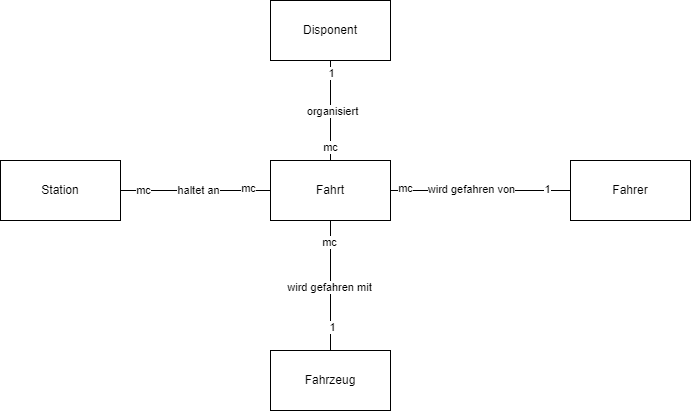 Disponent
1
organisiert
mc
Station
mc
haltet an
mc
Fahrt
mc
wird gefahren von
1
Fahrer
mc
wird gefahren mit
1
Fahrzeug